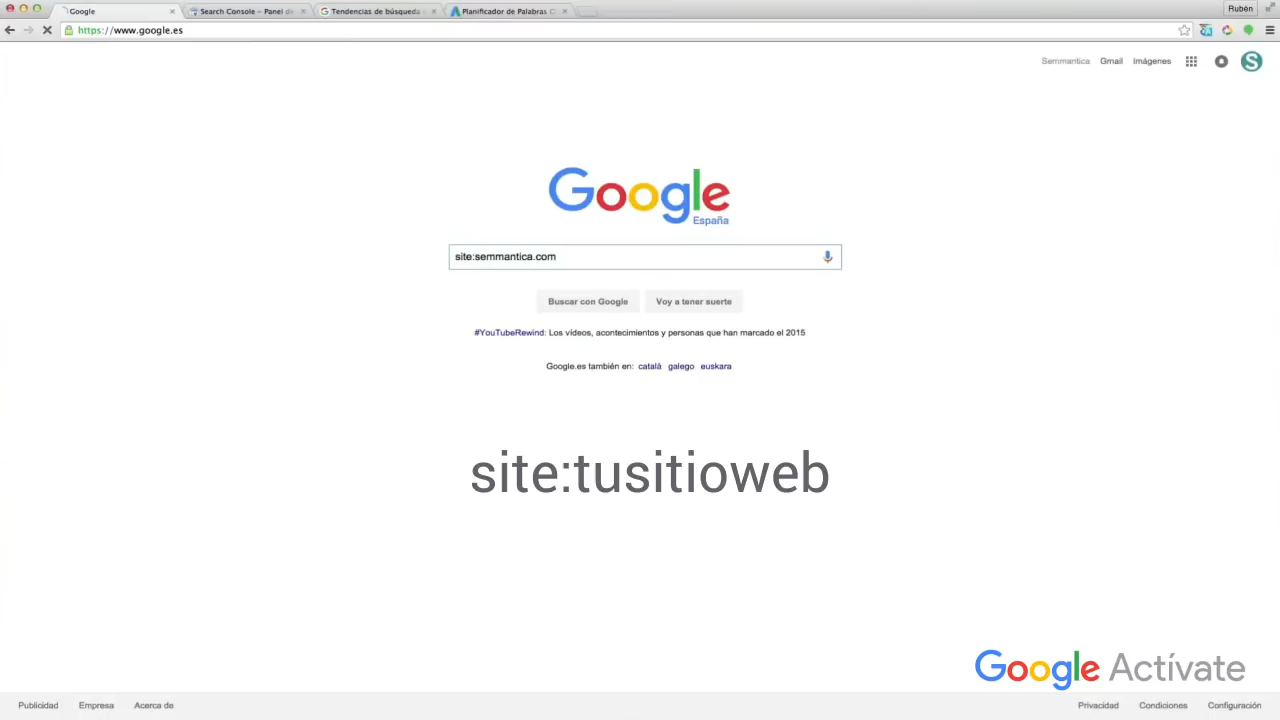 Google
Search Console – Panel de
Tendencias de búsqueda
Planificador de Palabras C
Rubén
https://www.google.es
Semmantica Gmail Imágenes
S
Google
España
site:semmantica.com
Buscar con Google Voy a tener suerte
#YouTubeRewind: Los vídeos, acontecimientos y personas que han marcado el 2015
Google.es también en: català galego euskara
site:tusitioweb
Google Actívate
Publicidad Empresa Acerca de Privacidad Condiciones Configuración